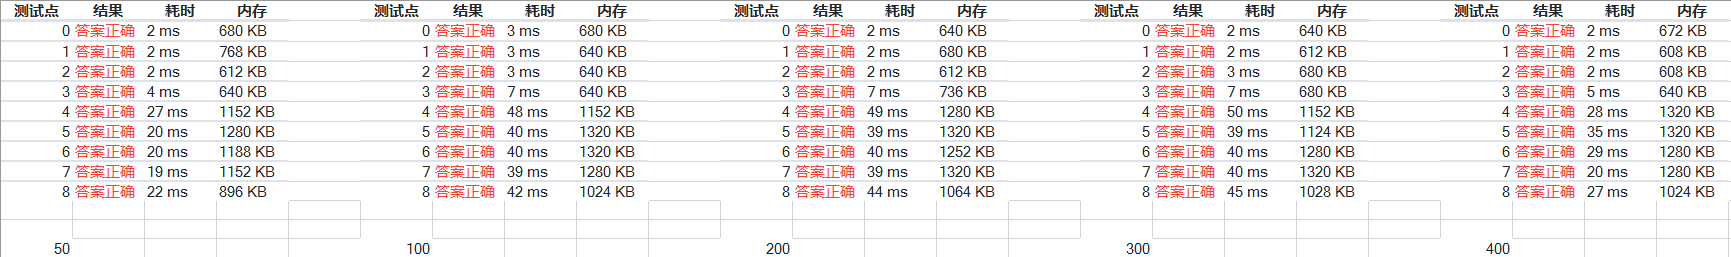 测试点 结果 耗时 内存 测试点 结果 耗时 内存 测试点 结果 耗时 内存 测试点 结果 耗时 内存 测试点 结果 耗时 内存
0 答案正确 2 ms 680 KB 0 答案正确 3 ms 680 KB 0 答案正确 2 ms 640 KB 0 答案正确 2 ms 640 KB 0 答案正确 2 ms 672 KB
1 答案正确 2 ms 768 KB 1 答案正确 3 ms 640 KB 1 答案正确 2 ms 680 KB 1 答案正确 2 ms 612 KB 1 答案正确 2 ms 608 KB
2 答案正确 2 ms 612 KB 2 答案正确 3 ms 640 KB 2 答案正确 2 ms 612 KB 2 答案正确 3 ms 680 KB 2 答案正确 2 ms 608 KB
3 答案正确 4 ms 640 KB 3 答案正确 7 ms 640 KB 3 答案正确 7 ms 736 KB 3 答案正确 7 ms 680 KB 3 答案正确 5 ms 640 KB
4 答案正确 27 ms 1152 KB 4 答案正确 48 ms 1152 KB 4 答案正确 49 ms 1280 KB 4 答案正确 50 ms 1152 KB 4 答案正确 28 ms 1320 KB
5 答案正确 20 ms 1280 KB 5 答案正确 40 ms 1320 KB 5 答案正确 39 ms 1320 KB 5 答案正确 39 ms 1124 KB 5 答案正确 35 ms 1320 KB
6 答案正确 20 ms 1188 KB 6 答案正确 40 ms 1320 KB 6 答案正确 40 ms 1252 KB 6 答案正确 40 ms 1280 KB 6 答案正确 29 ms 1280 KB
7 答案正确 19 ms 1152 KB 7 答案正确 39 ms 1280 KB 7 答案正确 39 ms 1320 KB 7 答案正确 40 ms 1320 KB 7 答案正确 20 ms 1280 KB
8 答案正确 22 ms 896 KB 8 答案正确 42 ms 1024 KB 8 答案正确 44 ms 1064 KB 8 答案正确 45 ms 1028 KB 8 答案正确 27 ms 1024 KB
50 100 200 300 400